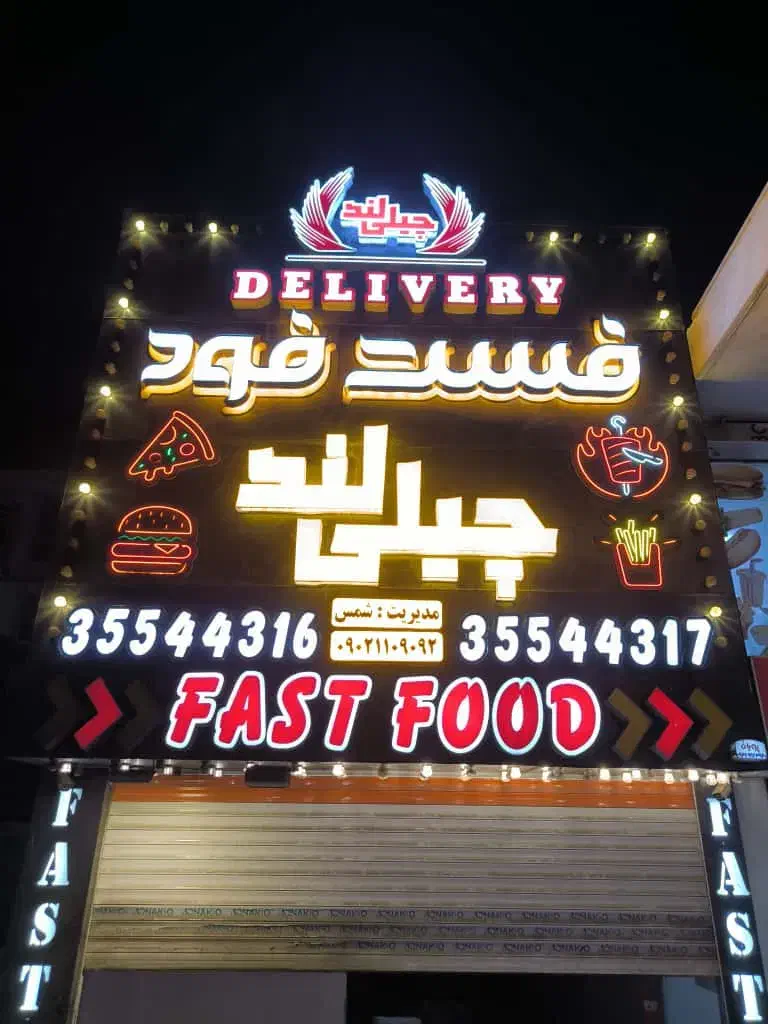 چیلی لند
DELIVERY
فست فود
چیلی لند
35544316
مدیریت : شمس
۰۹۰۲۱۱۰۹۰۹۲
35544317
FAST FOOD
FAST
FAST